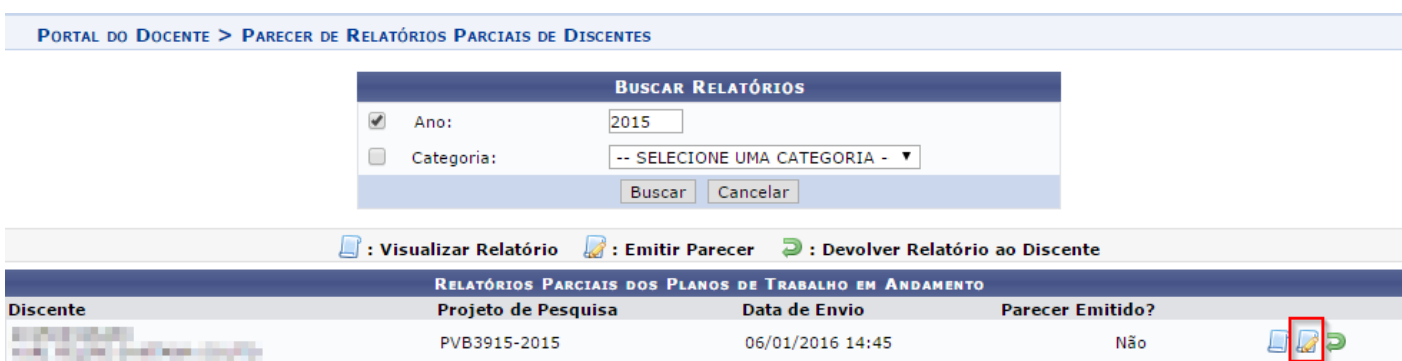 PORTAL DO DOCENTE > PARECER DE RELATÓRIOS PARCIAIS DE DISCENTES
BUSCAR RELATÓRIOS
Ano: 2015
Categoria: -- SELECIONE UMA CATEGORIA -
Buscar Cancelar
: Visualizar Relatório : Emitir Parecer : Devolver Relatório ao Discente
RELATÓRIOS PARCIAIS DOS PLANOS DE TRABALHO EM ANDAMENTO
Discente Projeto de Pesquisa Data de Envio Parecer Emitido?
PVB3915-2015 06/01/2016 14:45 Não